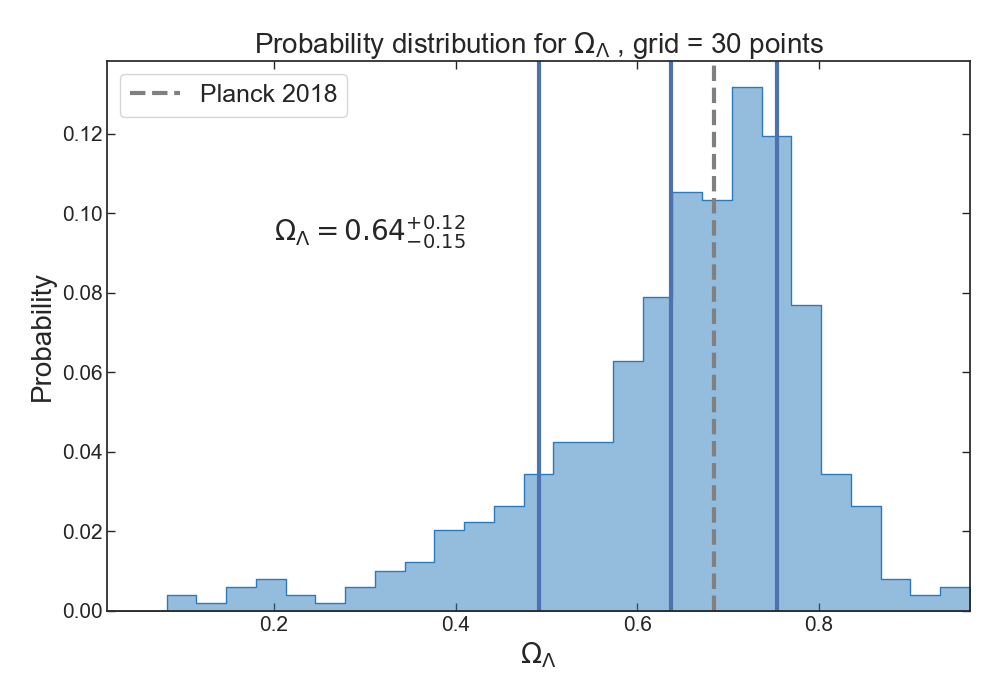 Probability distribution for Ω_Λ , grid = 30 points
Planck 2018
Ω_Λ = 0.64^{+0.12}_{−0.15}
Probability
0.12
0.10
0.08
0.06
0.04
0.02
0.00
0.2 0.4 0.6 0.8
Ω_Λ